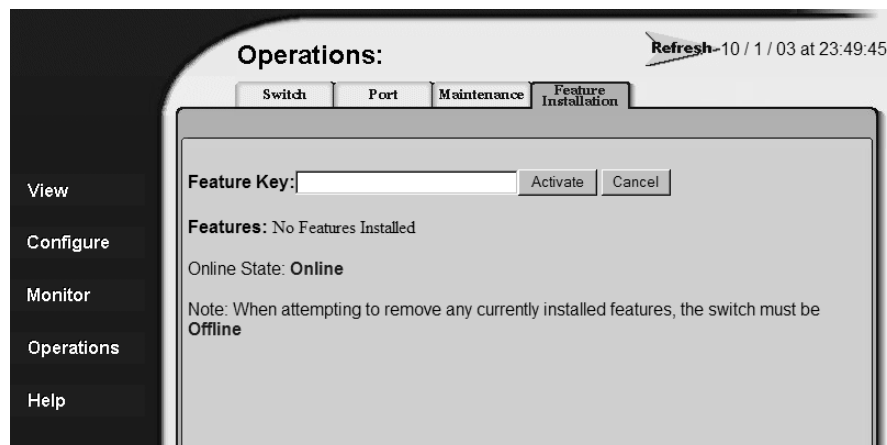 Operations:
Refresh-10 / 1 / 03 at 23:49:45
Switch
Port
Maintenance
Feature
Installation
View
Configure
Monitor
Operations
Help
Feature Key:
Activate
Cancel
Features: No Features Installed
Online State: Online
Note: When attempting to remove any currently installed features, the switch must be
Offline